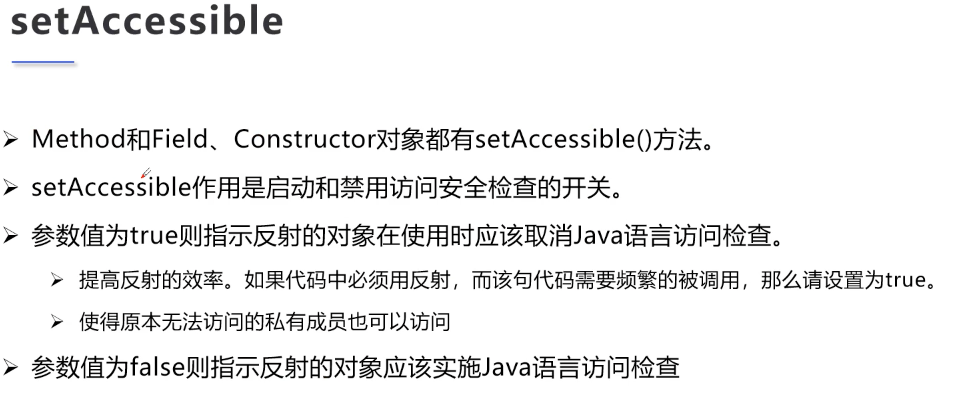 setAccessible
Method和Field、Constructor对象都有setAccessible()方法。
setAccessible作用是启动和禁用访问安全检查的开关。
参数值为true则指示反射的对象在使用时应该取消Java语言访问检查。
提高反射的效率。如果代码中必须用反射，而该句代码需要频繁的被调用，那么请设置为true。
使得原本无法访问的私有成员也可以访问
参数值为false则指示反射的对象应该实施Java语言访问检查